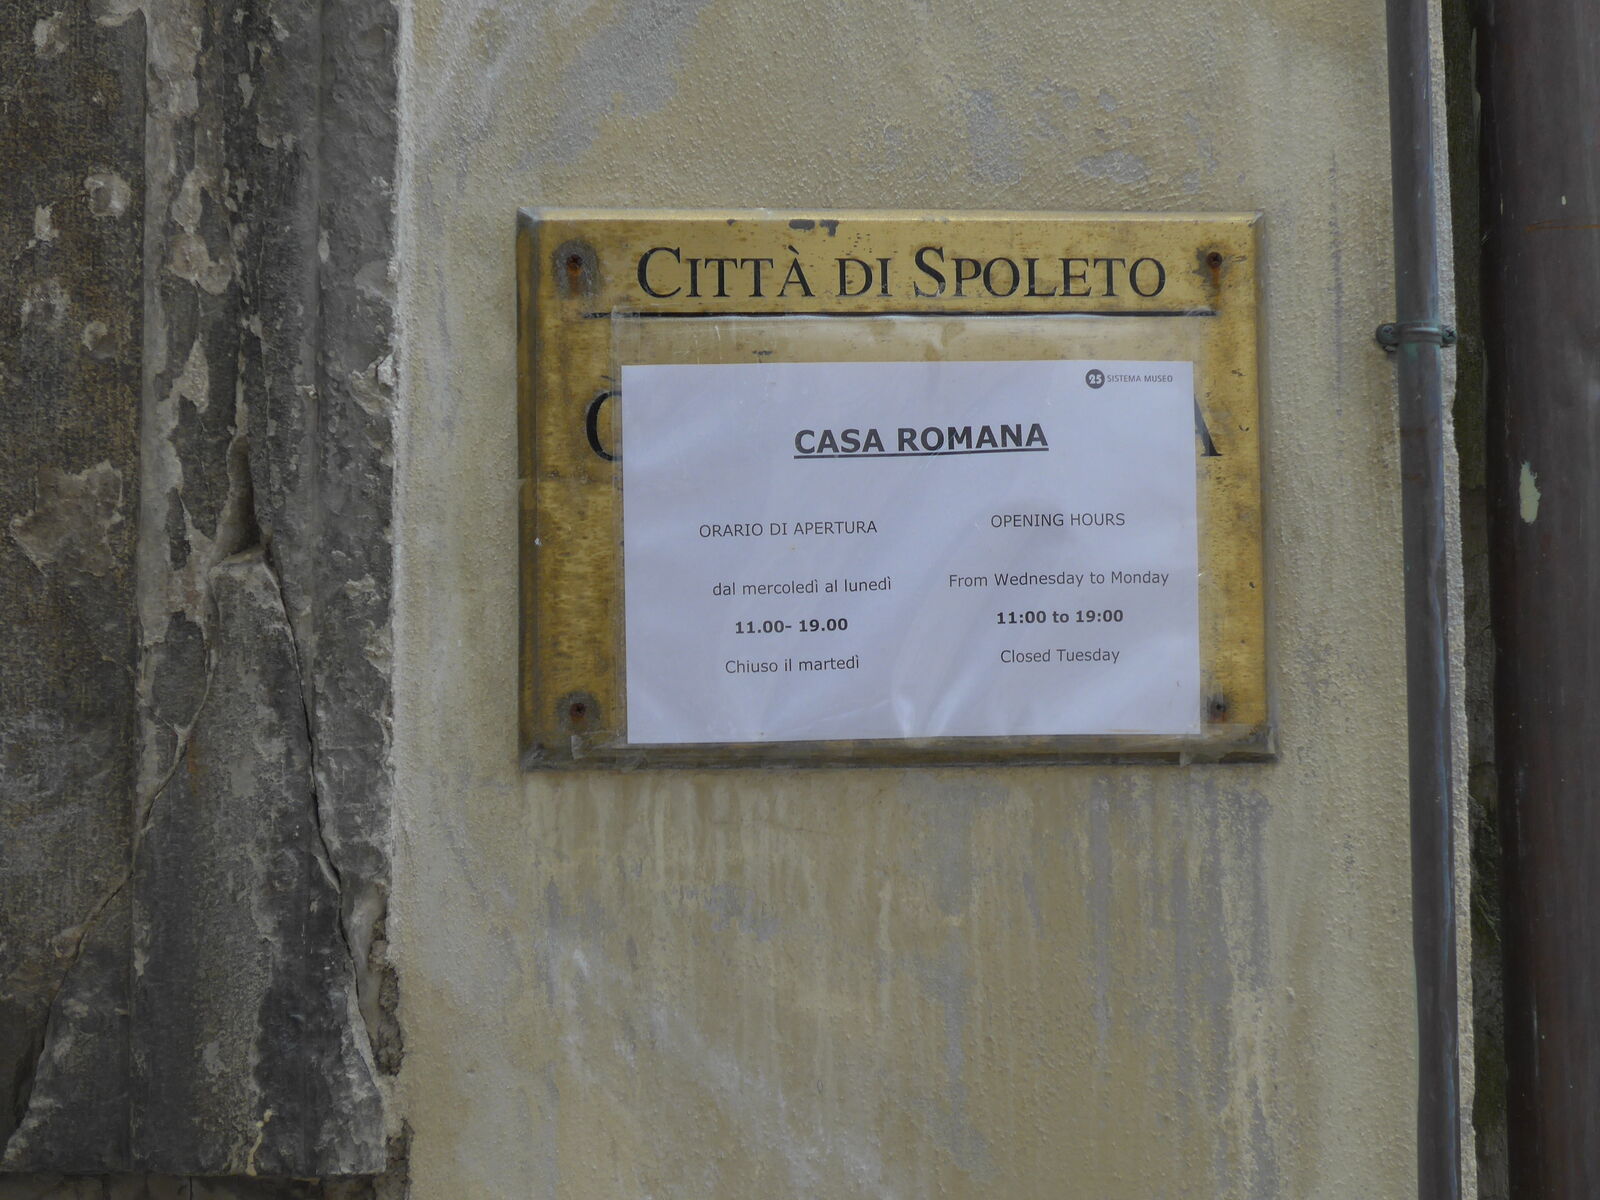 CITTÀ DI SPOLETO
25 SISTEMA MUSEO
CASA ROMANA
ORARIO DI APERTURA
dal mercoledì al lunedì
11.00- 19.00
Chiuso il martedì
OPENING HOURS
From Wednesday to Monday
11:00 to 19:00
Closed Tuesday